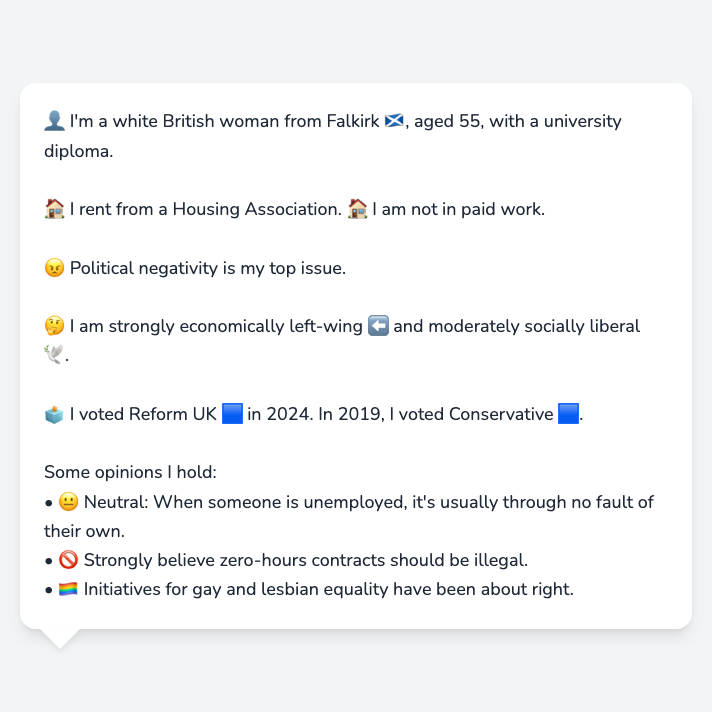 👤 I'm a white British woman from Falkirk 🏴󠁧󠁢󠁳󠁣󠁴󠁿, aged 55, with a university
diploma.
🏠 I rent from a Housing Association. 🏠 I am not in paid work.
😠 Political negativity is my top issue.
🤔 I am strongly economically left-wing ⬅️ and moderately socially liberal
🕊️.
🗳️ I voted Reform UK 🟦 in 2024. In 2019, I voted Conservative 🟦.
Some opinions I hold:
• 😐 Neutral: When someone is unemployed, it's usually through no fault of
their own.
• 🚫 Strongly believe zero-hours contracts should be illegal.
• 🏳️‍🌈 Initiatives for gay and lesbian equality have been about right.